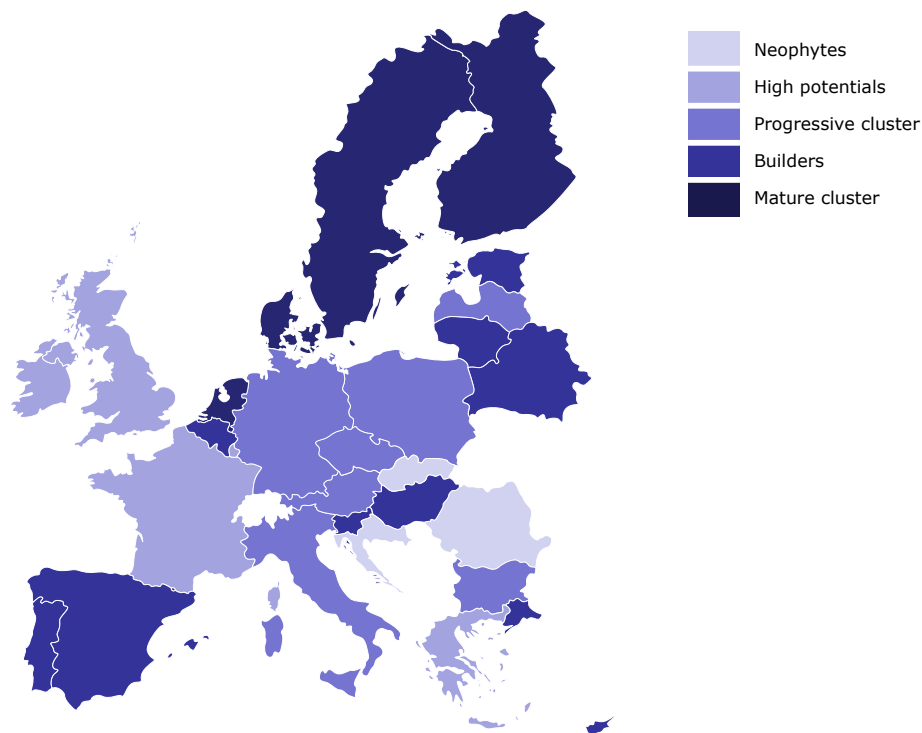 Neophytes
High potentials
Progressive cluster
Builders
Mature cluster